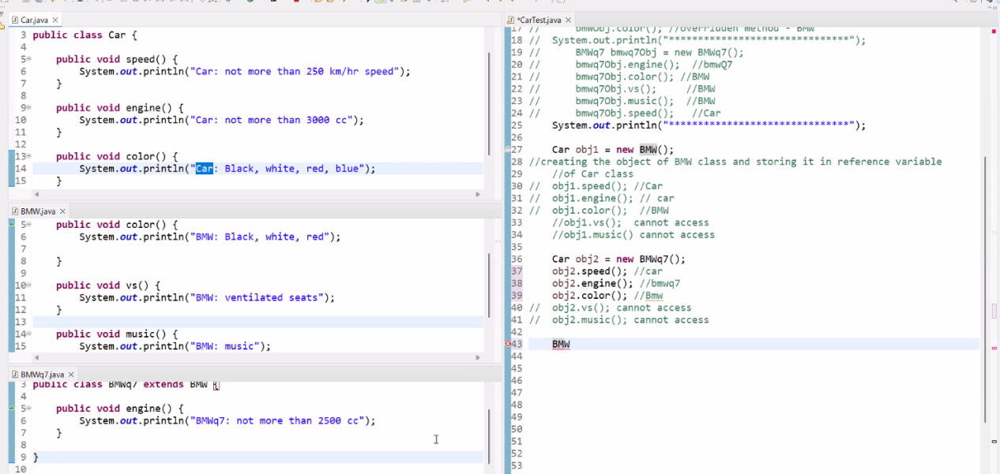 Car.java
3 public class Car {
4
5 public void speed() {
6 System.out.println("Car: not more than 250 km/hr speed");
7 }
8
9 public void engine() {
10 System.out.println("Car: not more than 3000 cc");
11 }
12
13 public void color() {
14 System.out.println("Car: Black, white, red, blue");
15 }
BMW.java
5 public void color() {
6 System.out.println("BMW: Black, white, red");
7
8 }
9
10 public void vs() {
11 System.out.println("BMW: ventilated seats");
12 }
13
14 public void music() {
15 System.out.println("BMW: music");
BMWq7.java
3 public class BMWq7 extends BMW {
4
5 public void engine() {
6 System.out.println("BMWq7: not more than 2500 cc");
7 }
8
9 }
10
*CarTest.java
17 // bmwObj.color(); //overridden method - BMW
18 // System.out.println("*******************************");
19 // BMWq7 bmwq7Obj = new BMWq7();
20 // bmwq7Obj.engine(); //bmwQ7
21 // bmwq7Obj.color(); //BMW
22 // bmwq7Obj.vs(); //BMW
23 // bmwq7Obj.music(); //BMW
24 // bmwq7Obj.speed(); //Car
25 System.out.println("*******************************");
26
27 Car obj1 = new BMW();
28 //creating the object of BMW class and storing it in reference variable
29 //of Car class
30 // obj1.speed(); //Car
31 // obj1.engine(); // car
32 // obj1.color(); //BMW
33 //obj1.vs(); cannot access
34 //obj1.music() cannot access
35
36 Car obj2 = new BMWq7();
37 obj2.speed(); //car
38 obj2.engine(); //bmwq7
39 obj2.color(); //Bmw
40 // obj2.vs(); cannot access
41 // obj2.music(); cannot access
42
43 BMW
44
45
46
47
48
49
50
51
52
53